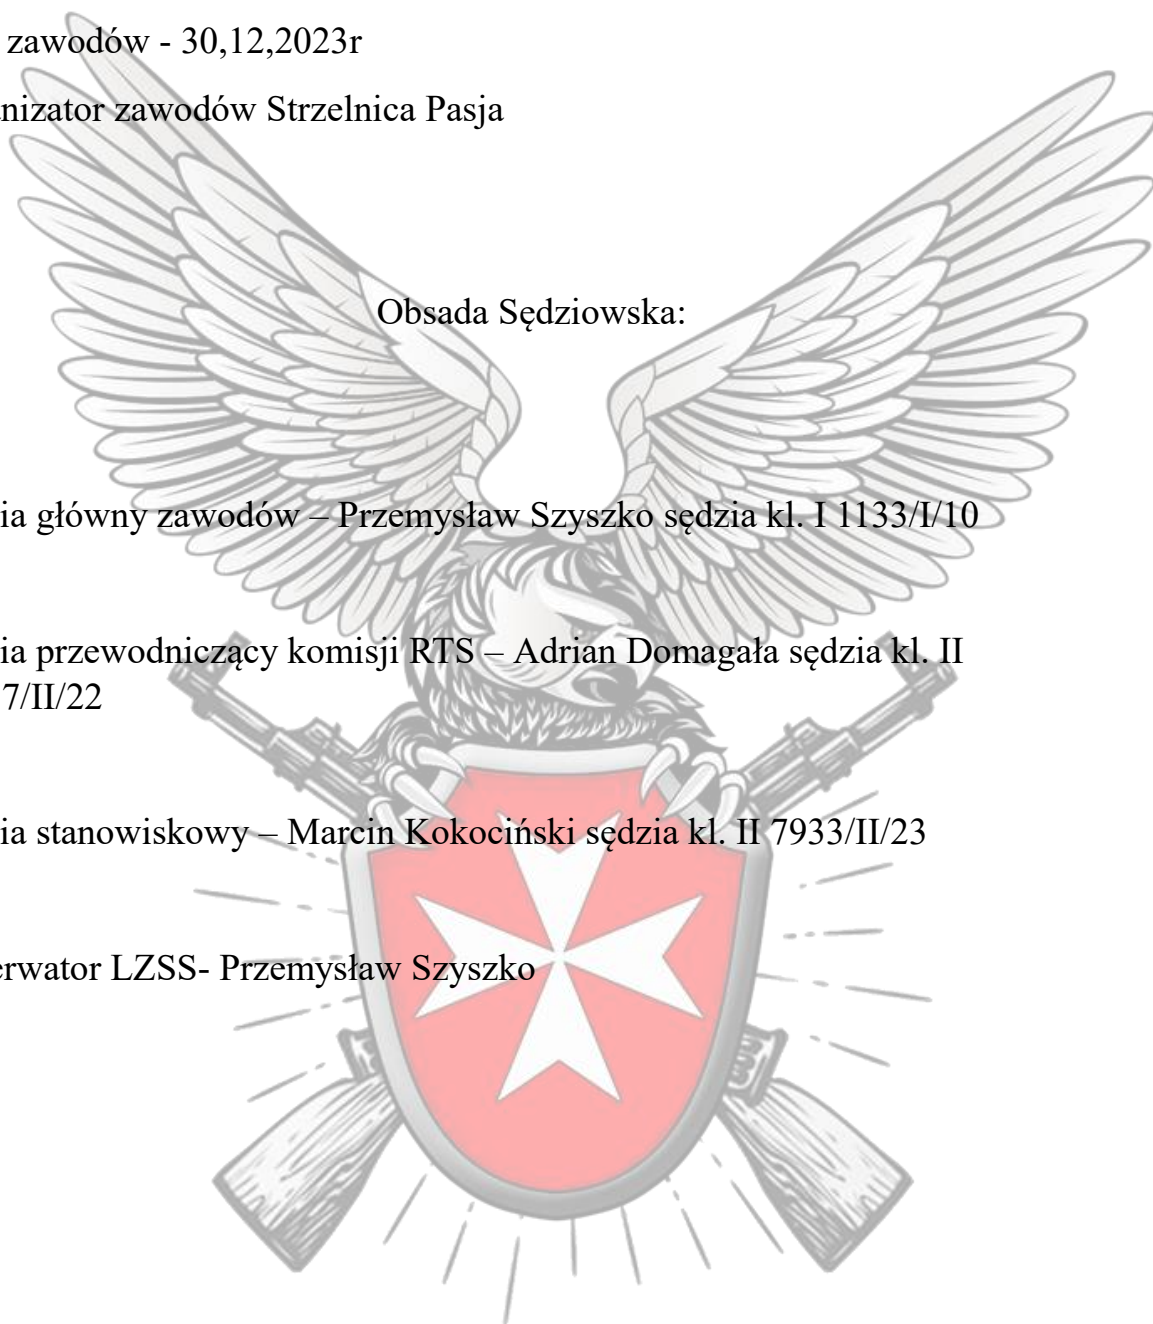 zawodów - 30,12,2023r
nizator zawodów Strzelnica Pasja
Obsada Sędziowska:
ia główny zawodów – Przemysław Szyszko sędzia kl. I 1133/I/10
ia przewodniczący komisji RTS – Adrian Domagała sędzia kl. II
7/II/22
ia stanowiskowy – Marcin Kokociński sędzia kl. II 7933/II/23
erwator LZSS- Przemysław Szyszko